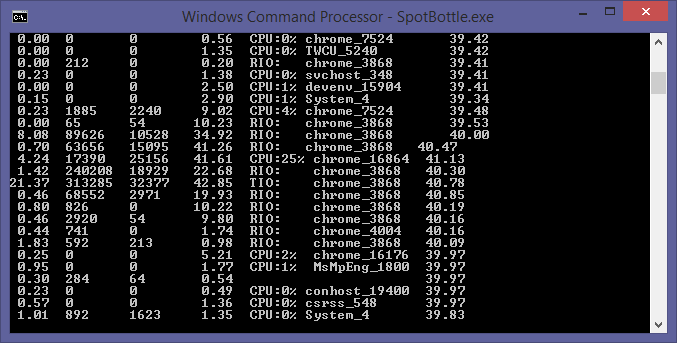 Windows Command Processor - SpotBottle.exe
0.00 0 0 0.56 CPU:0% chrome_7524 39.42
0.00 0 0 1.35 CPU:0% TWCU_5240 39.42
0.00 212 0 0.20 RIO: chrome_3868 39.41
0.23 0 0 1.38 CPU:0% svchost_348 39.41
0.00 0 0 2.50 CPU:1% devenv_15904 39.41
0.15 0 0 2.90 CPU:1% System_4 39.34
0.23 1885 2240 9.02 CPU:4% chrome_7524 39.48
0.00 65 54 10.23 RIO: chrome_3868 39.53
8.08 89626 10528 34.92 RIO: chrome_3868 40.00
0.70 63656 15095 41.26 RIO: chrome_3868 40.47
4.24 17390 25156 41.61 CPU:25% chrome_16864 41.13
1.42 240208 18929 22.68 RIO: chrome_3868 40.30
21.37 313285 32377 42.85 TIO: chrome_3868 40.78
0.46 68552 2971 19.93 RIO: chrome_3868 40.85
0.80 826 0 10.22 RIO: chrome_3868 40.19
0.46 2920 54 9.80 RIO: chrome_3868 40.16
0.44 741 0 1.74 RIO: chrome_4004 40.16
1.83 592 213 0.98 RIO: chrome_3868 40.09
0.25 0 0 5.21 CPU:2% chrome_16176 39.97
0.95 0 0 1.77 CPU:1% MsMpEng_1800 39.97
0.30 284 64 0.54 39.97
0.23 0 0 0.49 CPU:0% conhost_19400 39.97
0.57 0 0 1.36 CPU:0% csrss_548 39.97
1.01 892 1623 1.35 CPU:0% System_4 39.83